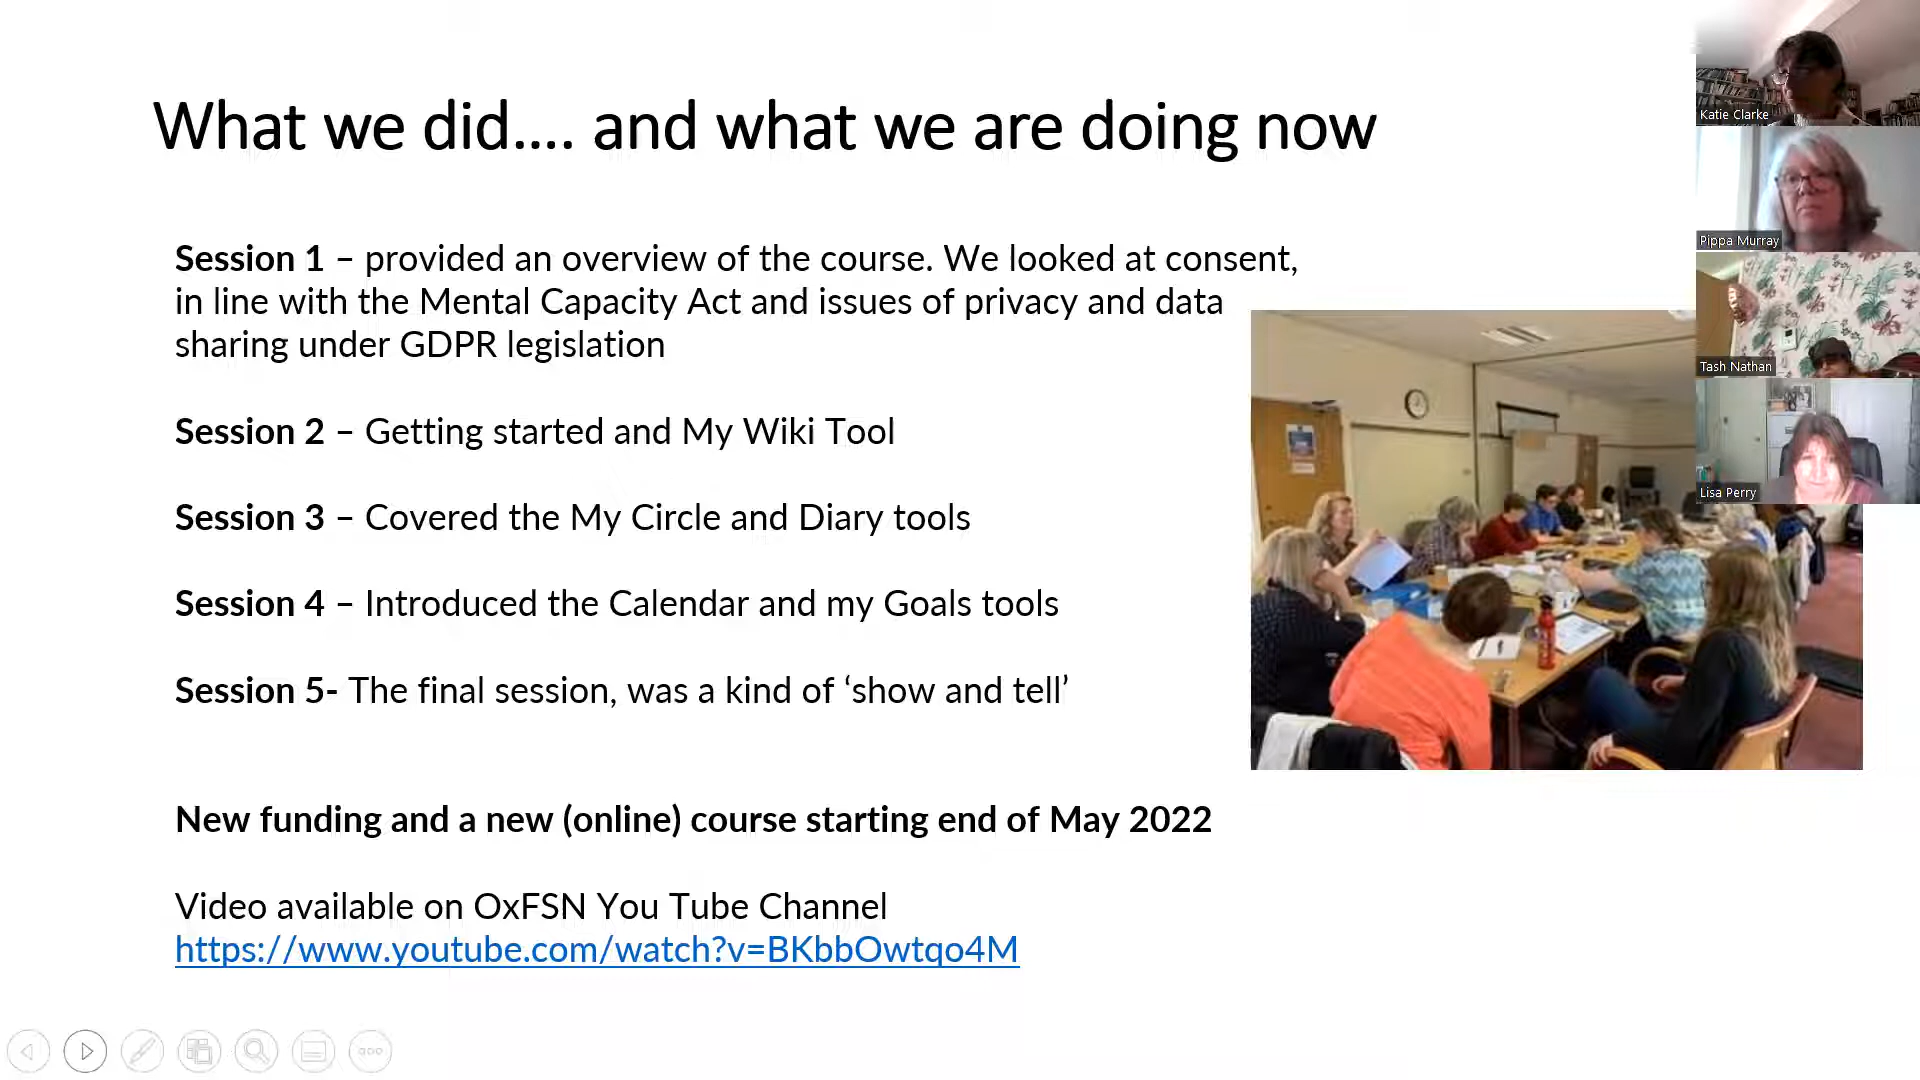 What we did.... and what we are doing now
Session 1 – provided an overview of the course. We looked at consent,
in line with the Mental Capacity Act and issues of privacy and data
sharing under GDPR legislation
Session 2 – Getting started and My Wiki Tool
Session 3 – Covered the My Circle and Diary tools
Session 4 – Introduced the Calendar and my Goals tools
Session 5- The final session, was a kind of ‘show and tell’
New funding and a new (online) course starting end of May 2022
Video available on OxFSN You Tube Channel
https://www.youtube.com/watch?v=BKbbOwtqo4M
Katie Clarke
Pippa Murray
Tash Nathan
Lisa Perry